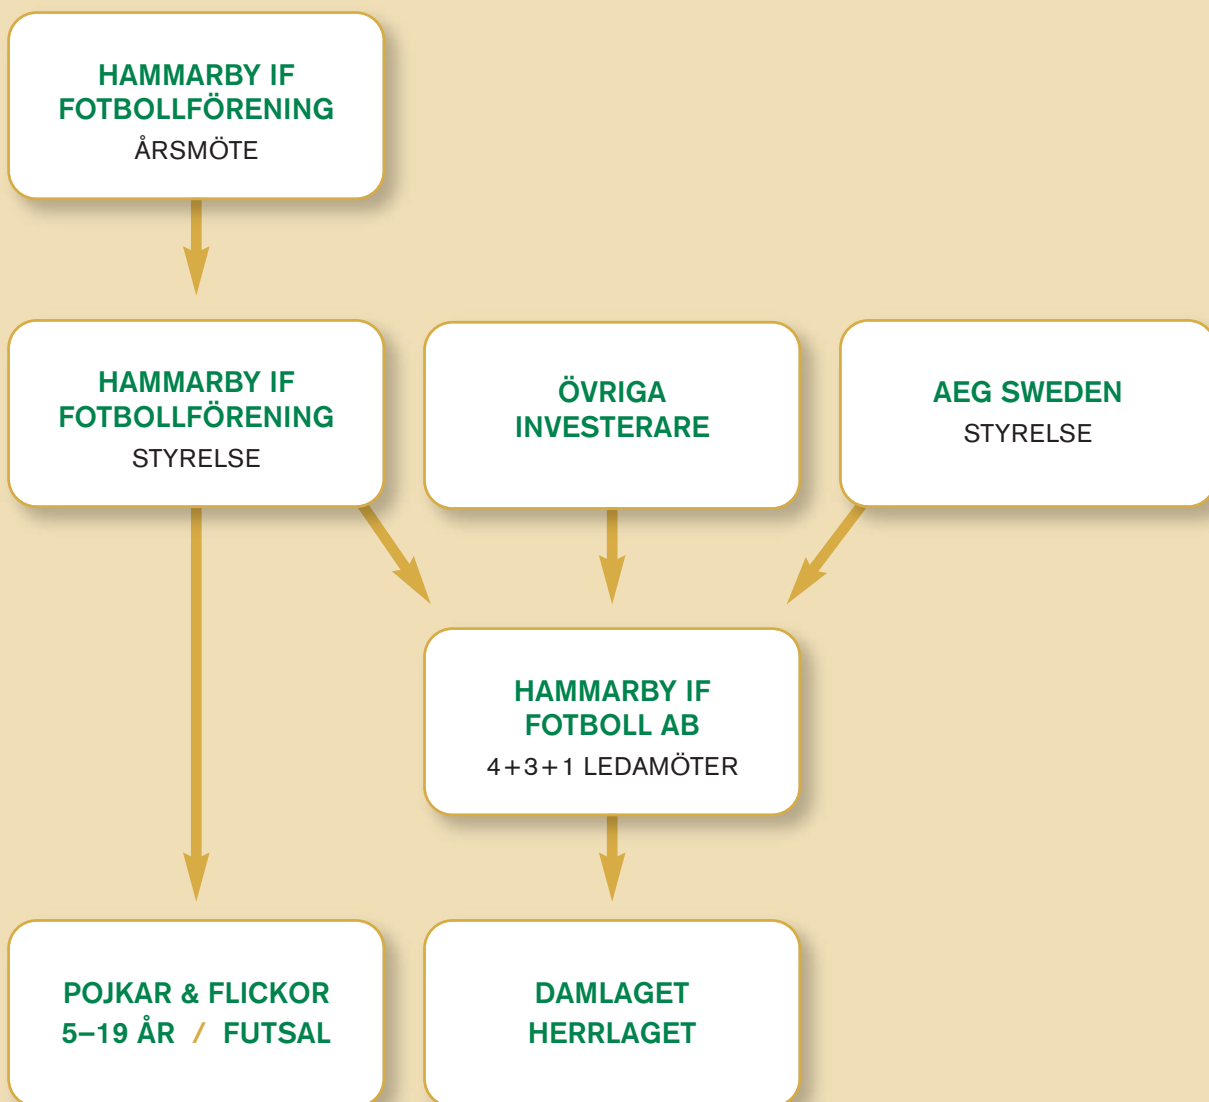 HAMMARBY IF
FOTBOLLFÖRENING
ÅRSMÖTE
HAMMARBY IF
FOTBOLLFÖRENING
STYRELSE
ÖVRIGA
INVESTERARE
AEG SWEDEN
STYRELSE
HAMMARBY IF
FOTBOLL AB
4+3+1 LEDAMÖTER
POJKAR & FLICKOR
5–19 ÅR / FUTSAL
DAMLAGET
HERRLAGET